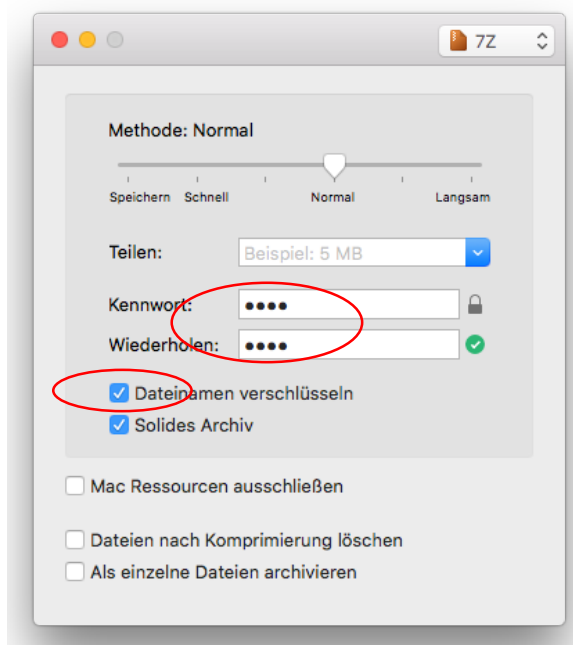 7Z
Methode: Normal
Speichern Schnell Normal Langsam
Teilen: Beispiel: 5 MB
Kennwort: ••••
Wiederholen: ••••
Dateinamen verschlüsseln
Solides Archiv
Mac Ressourcen ausschließen
Dateien nach Komprimierung löschen
Als einzelne Dateien archivieren